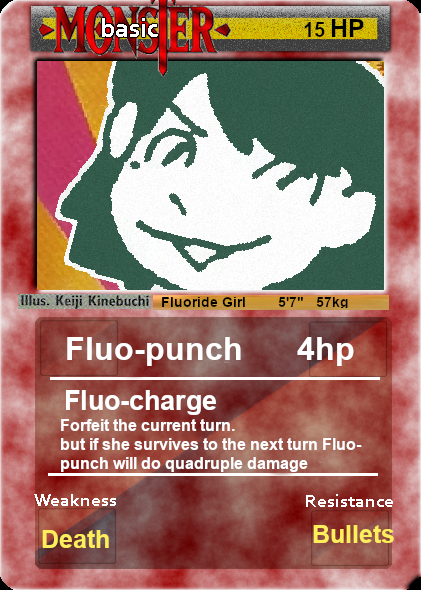 MONSTER
basic
15 HP
Illus. Keiji Kinebuchi Fluoride Girl 5'7" 57kg
Fluo-punch 4hp
Fluo-charge
Forfeit the current turn.
but if she survives to the next turn Fluo-
punch will do quadruple damage
Weakness Resistance
Death Bullets